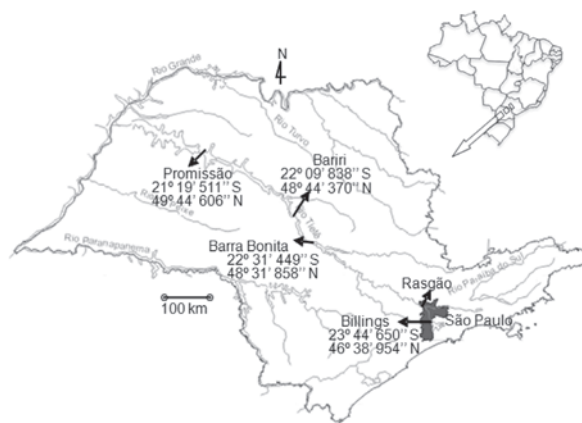 N
Rio Grande
Rio Turvo
Promissão
21º 19' 511'' S
49º 44' 606'' N
Bariri
22º 09' 838'' S
48º 44' 370'' N
Rio Tietê
Rio Paranapanema
Barra Bonita
22º 31' 449'' S
48º 31' 858'' N
100 km
Rio Paraíba do Sul
Rasgão
São Paulo
Billings
23º 44' 650'' S
46º 38' 954'' N